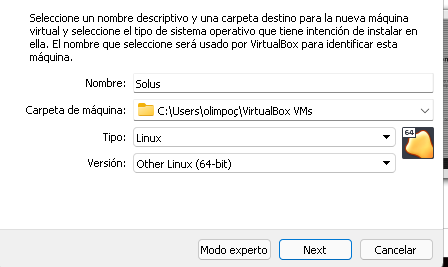 Seleccione un nombre descriptivo y una carpeta destino para la nueva máquina
virtual y seleccione el tipo de sistema operativo que tiene intención de instalar
en ella. El nombre que seleccione será usado por VirtualBox para identificar esta
máquina.
Nombre: Solus
Carpeta de máquina: C:\Users\olimpoç\VirtualBox VMs
Tipo: Linux
64
Versión: Other Linux (64-bit)
Modo experto Next Cancelar